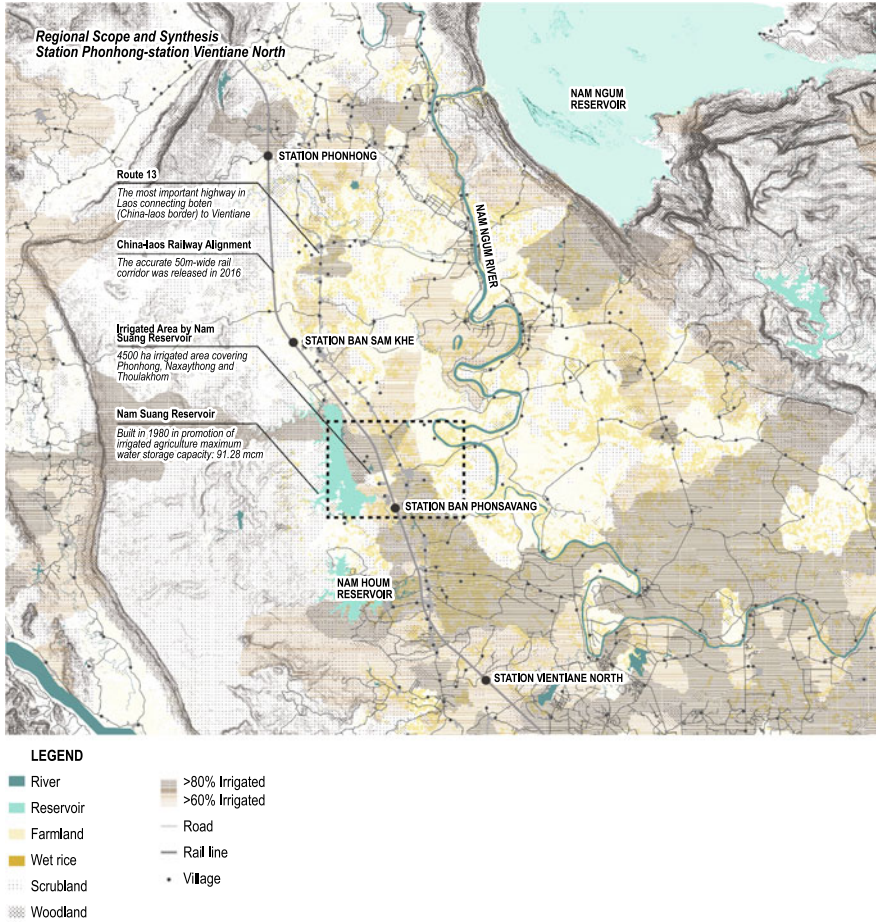 Regional Scope and Synthesis
Station Phonhong-station Vientiane North
NAM NGUM
RESERVOIR
STATION PHONHONG
Route 13
The most important highway in
Laos connecting boten
(China-laos border) to Vientiane
NAM NGUM RIVER
China-laos Railway Alignment
The accurate 50m-wide rail
corridor was released in 2016
Irrigated Area by Nam
Suang Reservoir
4500 ha irrigated area covering
Phonhong, Naxaythong and
Thoulakhom
STATION BAN SAM KHE
Nam Suang Reservoir
Built in 1980 in promotion of
irrigated agriculture maximum
water storage capacity: 91.28 mcm
STATION BAN PHONSAVANG
NAM HOUM
RESERVOIR
STATION VIENTIANE NORTH
LEGEND
River
Reservoir
Farmland
Wet rice
Scrubland
Woodland
>80% Irrigated
>60% Irrigated
Road
Rail line
Village